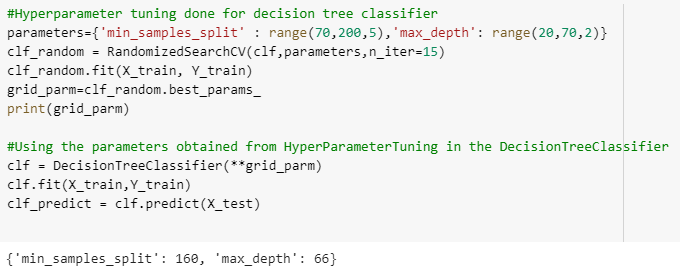 #Hyperparameter tuning done for decision tree classifier
parameters={'min_samples_split' : range(70,200,5),'max_depth': range(20,70,2)}
clf_random = RandomizedSearchCV(clf,parameters,n_iter=15)
clf_random.fit(X_train, Y_train)
grid_parm=clf_random.best_params_
print(grid_parm)
#Using the parameters obtained from HyperParameterTuning in the DecisionTreeClassifier
clf = DecisionTreeClassifier(**grid_parm)
clf.fit(X_train,Y_train)
clf_predict = clf.predict(X_test)
{'min_samples_split': 160, 'max_depth': 66}